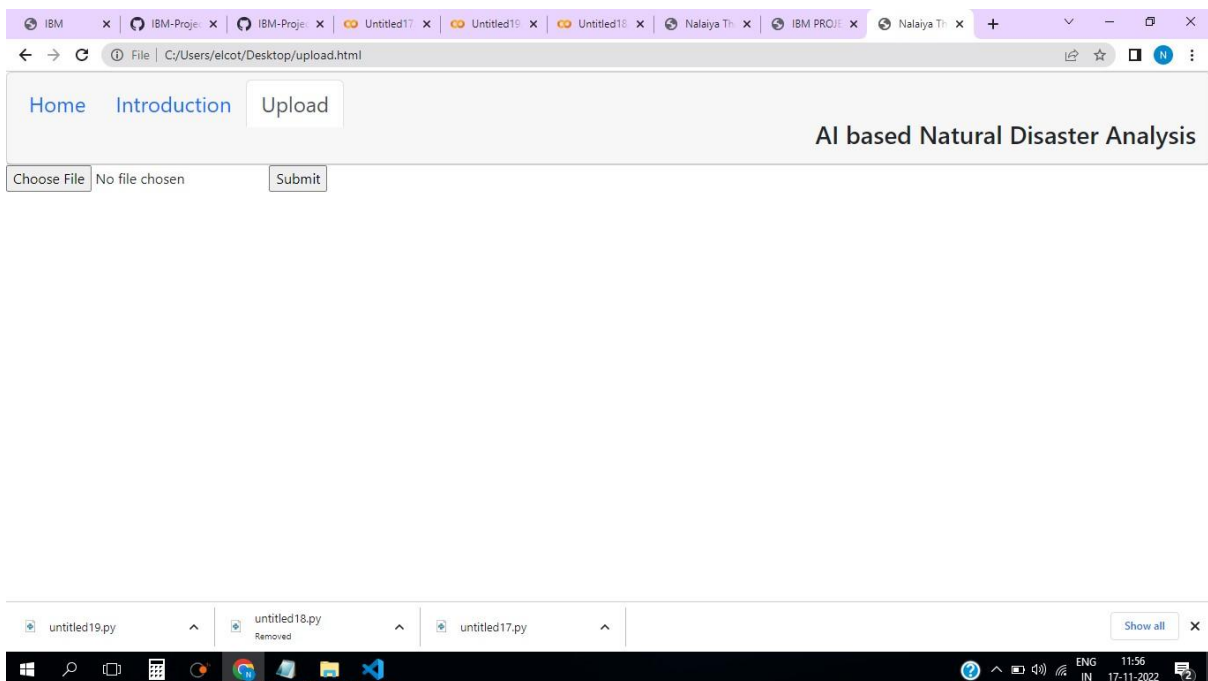 IBM IBM-Projec IBM-Projec Untitled17 Untitled19 Untitled18 Nalaiya Th IBM PROJE Nalaiya Th
File C:/Users/elcot/Desktop/upload.html N
Home Introduction Upload
AI based Natural Disaster Analysis
Choose File No file chosen Submit
untitled19.py untitled18.py untitled17.py Show all
Removed
ENG 11:56
IN 17-11-2022 2